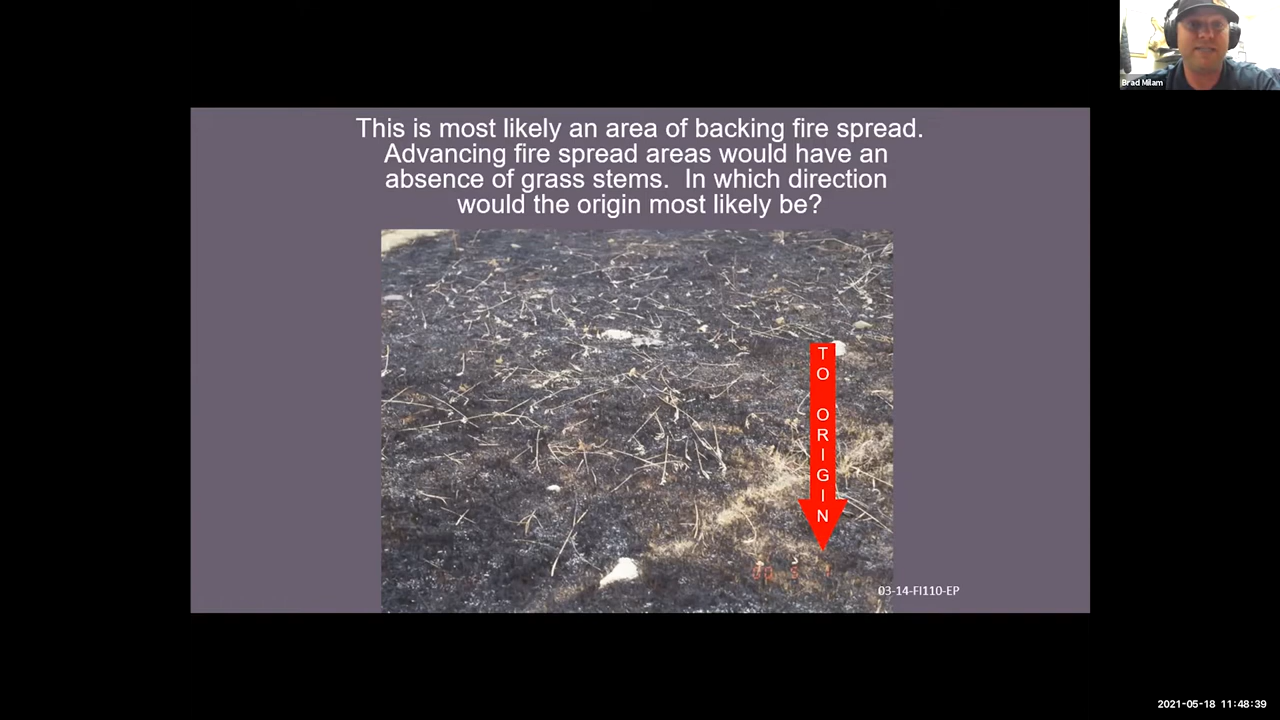 Brad Milam
This is most likely an area of backing fire spread.
Advancing fire spread areas would have an
absence of grass stems.  In which direction
would the origin most likely be?
TO ORIGIN
03-14-FI110-EP
2021-05-18 11:48:39